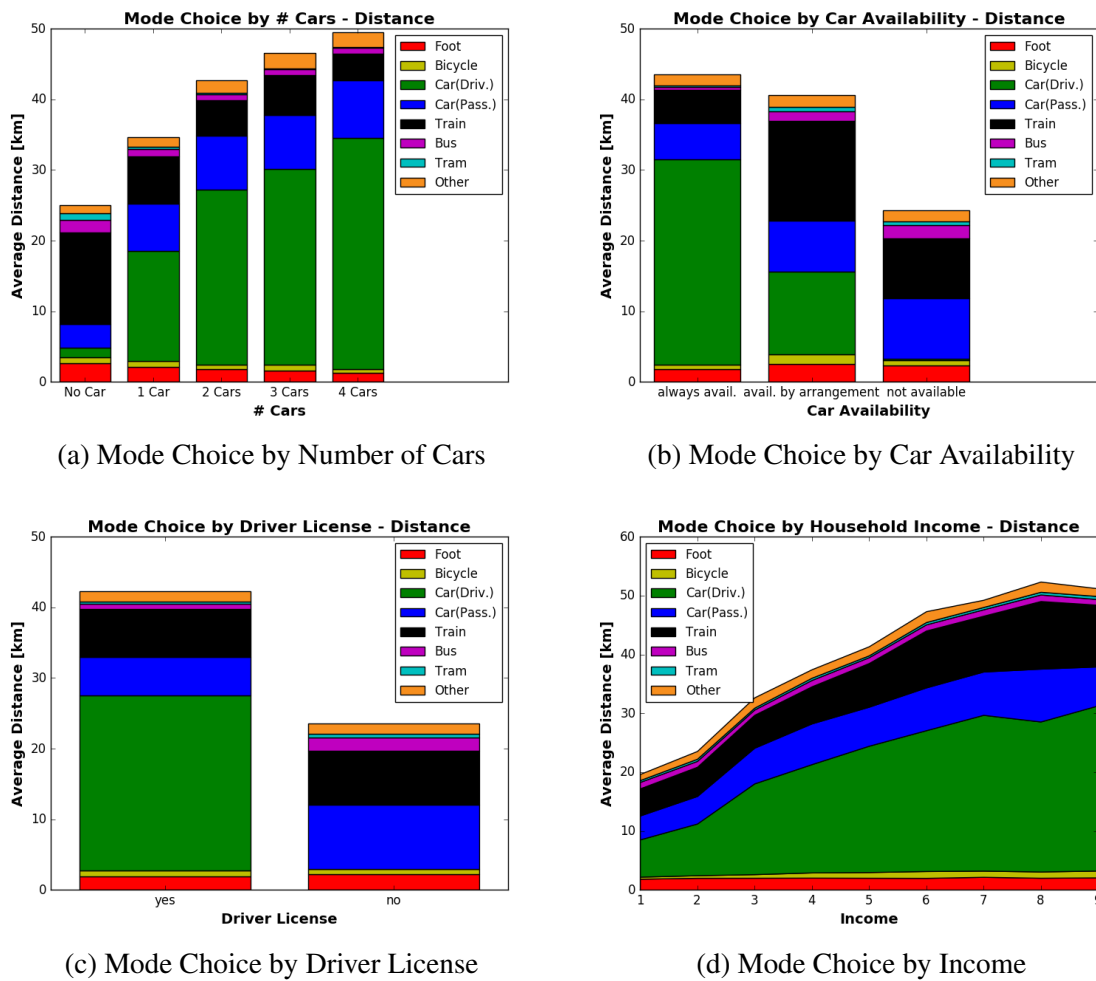 Mode Choice by # Cars - Distance
50
40
30
20
10
0
Average Distance [km]
Foot
Bicycle
Car(Driv.)
Car(Pass.)
Train
Bus
Tram
Other
No Car 1 Car 2 Cars 3 Cars 4 Cars
# Cars
(a) Mode Choice by Number of Cars
Mode Choice by Car Availability - Distance
50
40
30
20
10
0
Average Distance [km]
Foot
Bicycle
Car(Driv.)
Car(Pass.)
Train
Bus
Tram
Other
always avail. avail. by arrangement not available
Car Availability
(b) Mode Choice by Car Availability
Mode Choice by Driver License - Distance
50
40
30
20
10
0
Average Distance [km]
Foot
Bicycle
Car(Driv.)
Car(Pass.)
Train
Bus
Tram
Other
yes no
Driver License
(c) Mode Choice by Driver License
Mode Choice by Household Income - Distance
60
50
40
30
20
10
0
Average Distance [km]
Foot
Bicycle
Car(Driv.)
Car(Pass.)
Train
Bus
Tram
Other
1 2 3 4 5 6 7 8 9
Income
(d) Mode Choice by Income